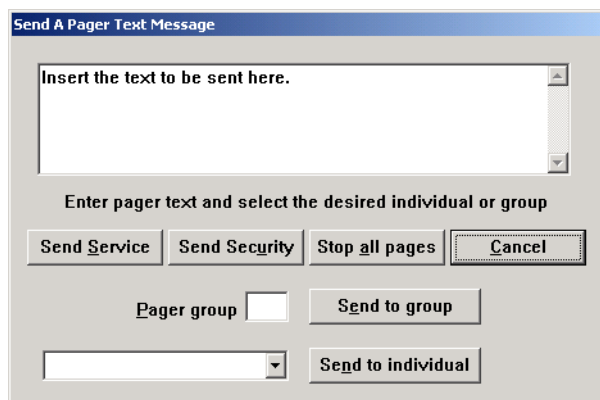 Send A Pager Text Message
Insert the text to be sent here.
Enter pager text and select the desired individual or group
Send Service Send Security Stop all pages Cancel
Pager group Send to group
Send to individual